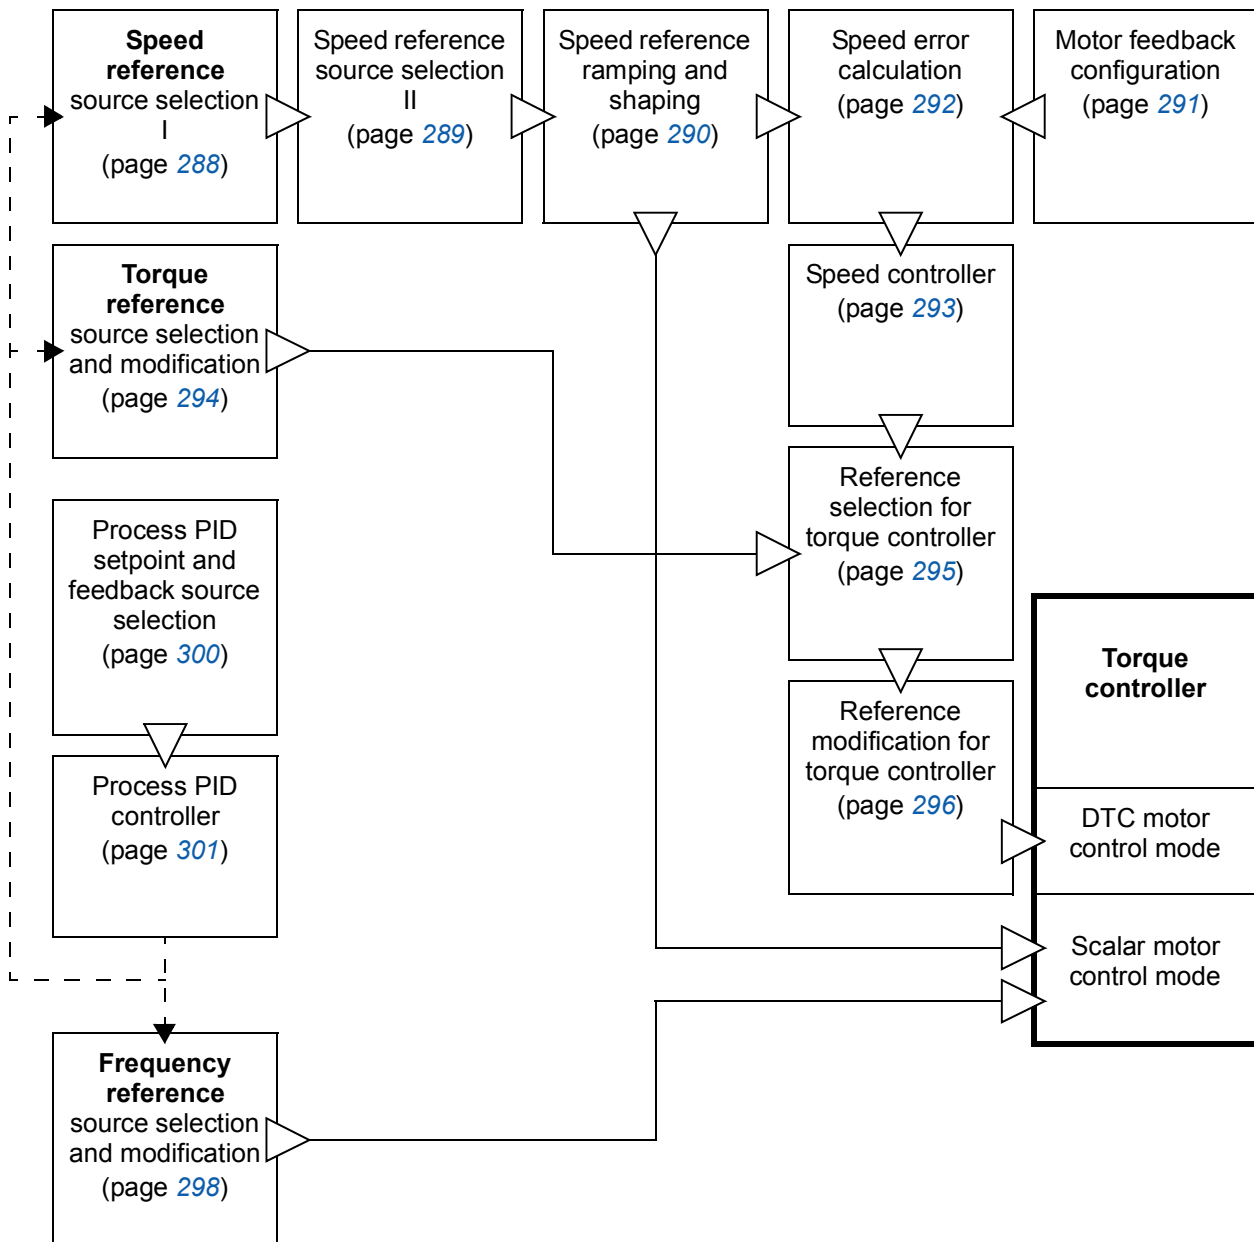 Speed
reference
source selection
I
(page 288)
Speed reference
source selection
II
(page 289)
Speed reference
ramping and
shaping
(page 290)
Speed error
calculation
(page 292)
Motor feedback
configuration
(page 291)
Torque
reference
source selection
and modification
(page 294)
Speed controller
(page 293)
Reference
selection for
torque controller
(page 295)
Process PID
setpoint and
feedback source
selection
(page 300)
Torque
controller
Reference
modification for
torque controller
(page 296)
Process PID
controller
(page 301)
DTC motor
control mode
Scalar motor
control mode
Frequency
reference
source selection
and modification
(page 298)